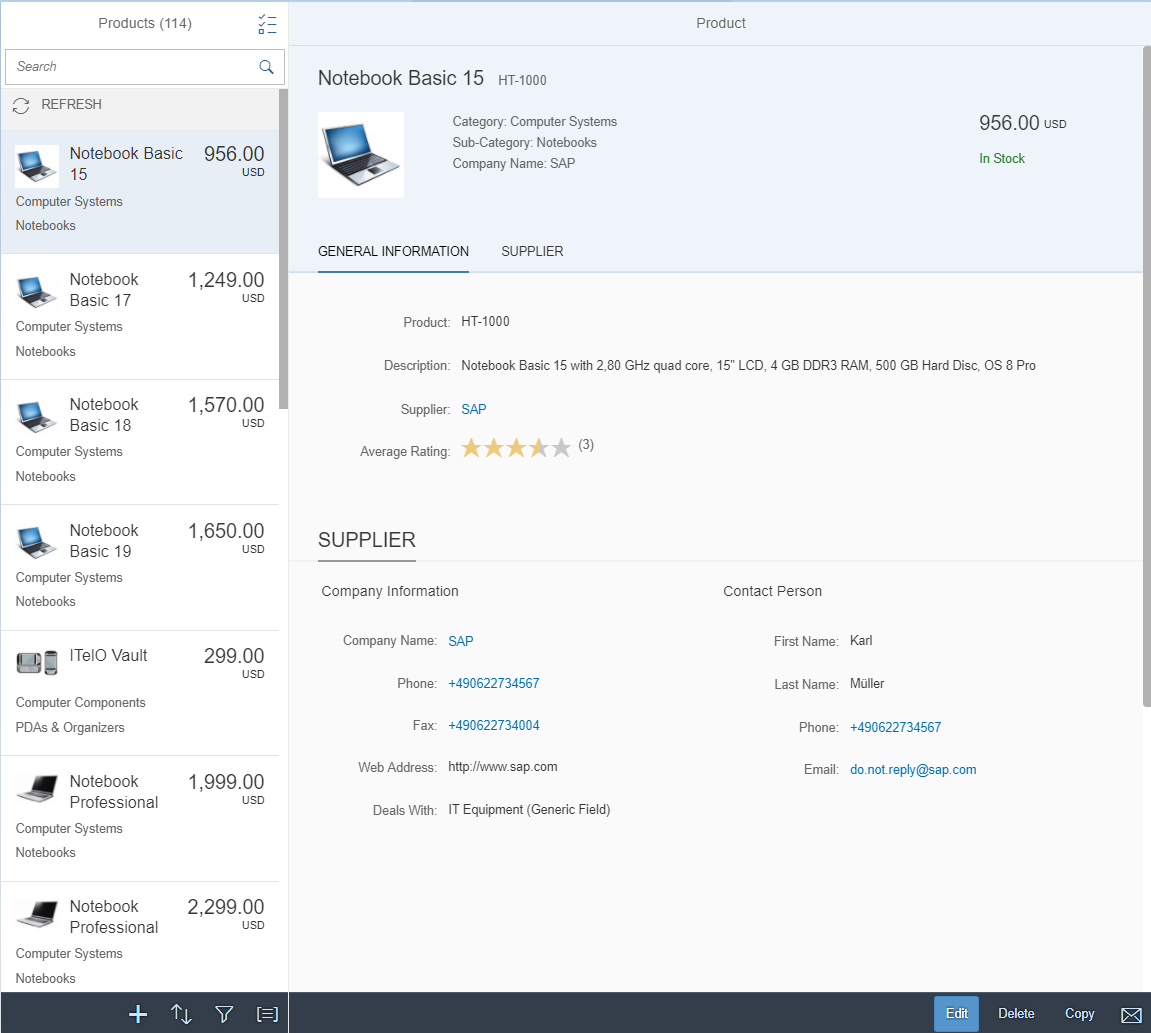 Products (114)
Search
REFRESH
Notebook Basic 15
956.00 USD
Computer Systems
Notebooks
Notebook Basic 17
1,249.00 USD
Computer Systems
Notebooks
Notebook Basic 18
1,570.00 USD
Computer Systems
Notebooks
Notebook Basic 19
1,650.00 USD
Computer Systems
Notebooks
ITelO Vault
299.00 USD
Computer Components
PDAs & Organizers
Notebook Professional
1,999.00 USD
Computer Systems
Notebooks
Notebook Professional
2,299.00 USD
Computer Systems
Notebooks
Product
Notebook Basic 15 HT-1000
Category: Computer Systems
Sub-Category: Notebooks
Company Name: SAP
956.00 USD
In Stock
GENERAL INFORMATION SUPPLIER
Product: HT-1000
Description: Notebook Basic 15 with 2,80 GHz quad core, 15" LCD, 4 GB DDR3 RAM, 500 GB Hard Disc, OS 8 Pro
Supplier: SAP
Average Rating: (3)
SUPPLIER
Company Information
Company Name: SAP
Phone: +490622734567
Fax: +490622734004
Web Address: http://www.sap.com
Deals With: IT Equipment (Generic Field)
Contact Person
First Name: Karl
Last Name: Müller
Phone: +490622734567
Email: do.not.reply@sap.com
Edit Delete Copy